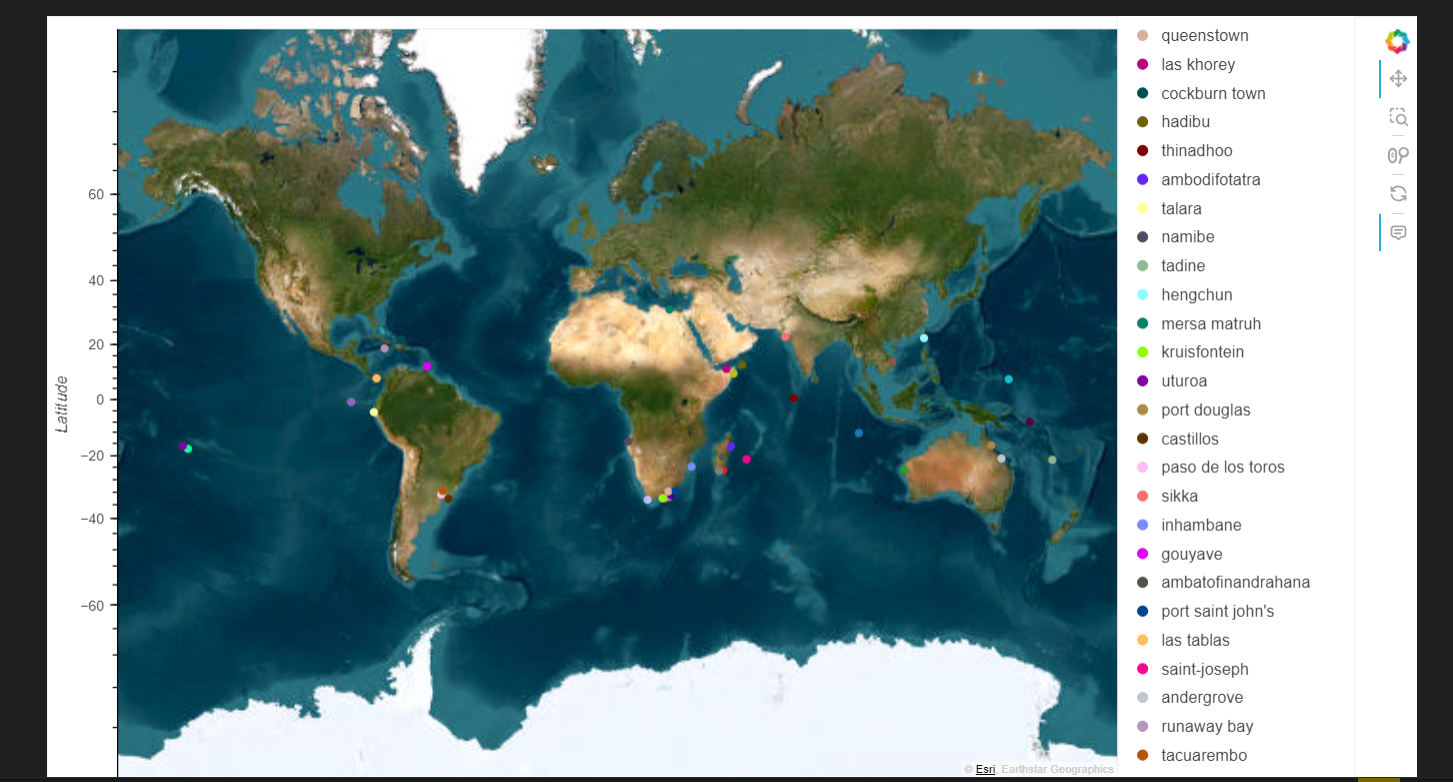 queenstown
las khorey
cockburn town
hadibu
thinadhoo
ambodifotatra
talara
namibe
tadine
hengchun
mersa matruh
kruisfontein
uturoa
port douglas
castillos
paso de los toros
sikka
inhambane
gouyave
ambatofinandrahana
port saint john's
las tablas
saint-joseph
andergrove
runaway bay
tacuarembo
60
40
20
0
−20
−40
−60
Latitude
© Esri, Earthstar Geographics